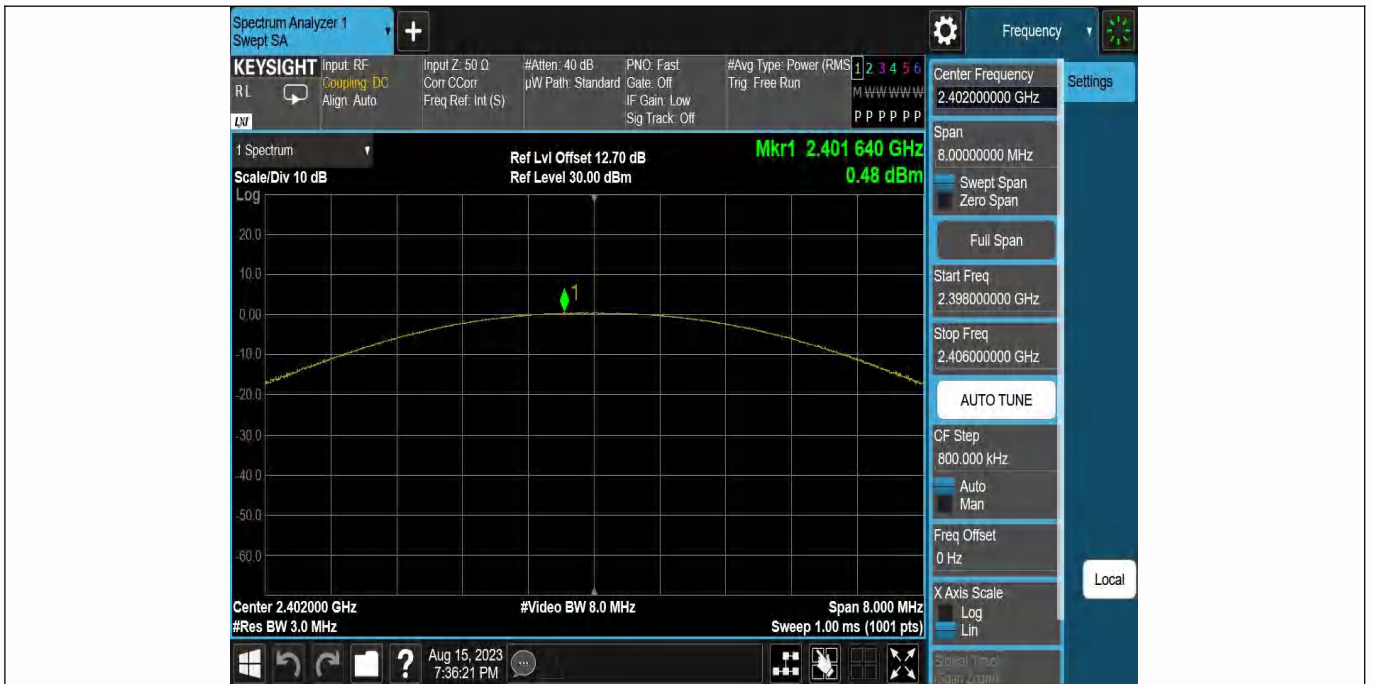 Spectrum Analyzer 1
Swept SA
+
Frequency
KEYSIGHT
RL
LXI
Input: RF
Coupling: DC
Align: Auto
Input Z: 50 Ω
Corr CCorr
Freq Ref: Int (S)
#Atten: 40 dB
µW Path: Standard
PNO: Fast
Gate: Off
IF Gain: Low
Sig Track: Off
#Avg Type: Power (RMS
Trig: Free Run
1 2 3 4 5 6
M W W W W W
P P P P P P
1 Spectrum
Scale/Div 10 dB
Ref Lvl Offset 12.70 dB
Ref Level 30.00 dBm
Mkr1 2.401 640 GHz
0.48 dBm
Log
20.0
10.0
0.00
-10.0
-20.0
-30.0
-40.0
-50.0
-60.0
1
Center 2.402000 GHz
#Res BW 3.0 MHz
#Video BW 8.0 MHz
Span 8.000 MHz
Sweep 1.00 ms (1001 pts)
Center Frequency
2.402000000 GHz
Span
8.00000000 MHz
Swept Span
Zero Span
Full Span
Start Freq
2.398000000 GHz
Stop Freq
2.406000000 GHz
AUTO TUNE
CF Step
800.000 kHz
Auto
Man
Freq Offset
0 Hz
X Axis Scale
Log
Lin
Signal Track
(Span Zoom)
Settings
Local
?
Aug 15, 2023
7:36:21 PM